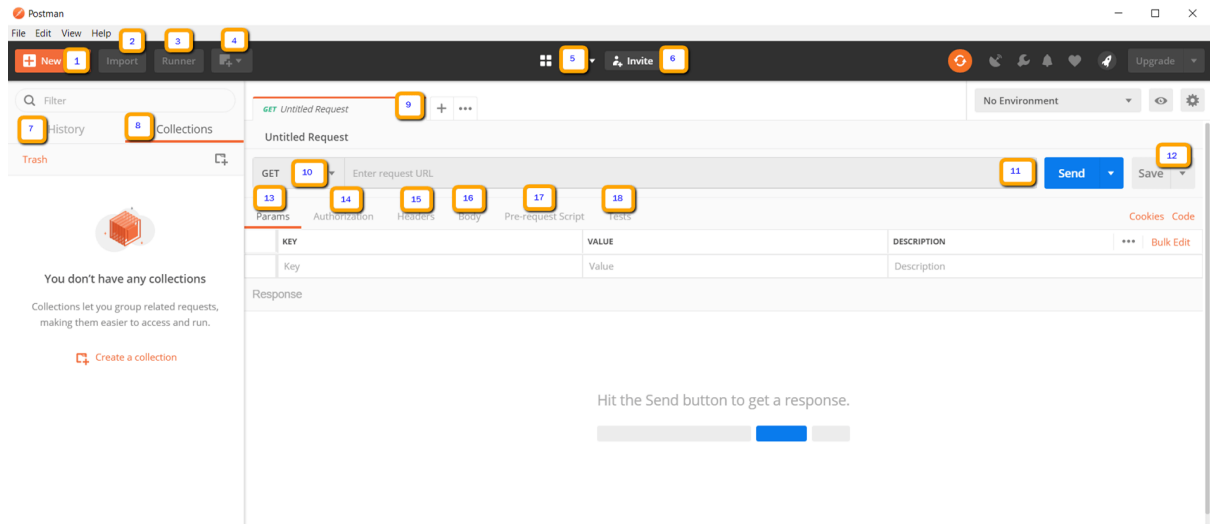 Postman
File Edit View Help
New 1 Import 2 Runner 3 4 5 Invite 6 Upgrade
Filter
7 History 8 Collections
Trash
You don't have any collections
Collections let you group related requests,
making them easier to access and run.
Create a collection
GET Untitled Request 9 + •••
No Environment
Untitled Request
GET 10 Enter request URL 11 Send Save 12
13 14 15 16 17 18
Params Authorization Headers Body Pre-request Script Tests Cookies Code
KEY VALUE DESCRIPTION ••• Bulk Edit
Key Value Description
Response
Hit the Send button to get a response.